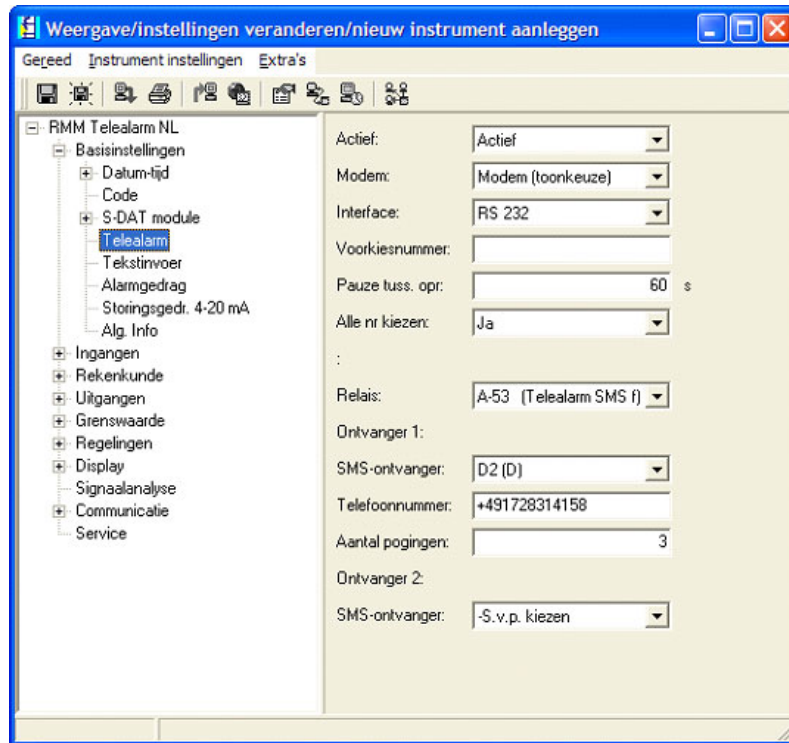 Weergave/instellingen veranderen/nieuw instrument aanleggen
Gereed Instrument instellingen Extra's
RMM Telealarm NL
Basisinstellingen
Datum-tijd
Code
S-DAT module
Telealarm
Tekstinvoer
Alarmgedrag
Storingsgedr. 4-20 mA
Alg. Info
Ingangen
Rekenkunde
Uitgangen
Grenswaarde
Regelingen
Display
Signaalanalyse
Communicatie
Service
Actief: Actief
Modem: Modem (toonkeuze)
Interface: RS 232
Voorkiesnummer:
Pauze tuss. opr: 60 s
Alle nr kiezen: Ja
:
Relais: A-53 (Telealarm SMS f)
Ontvanger 1:
SMS-ontvanger: D2 (D)
Telefoonnummer: +491728314158
Aantal pogingen: 3
Ontvanger 2:
SMS-ontvanger: -S.v.p. kiezen